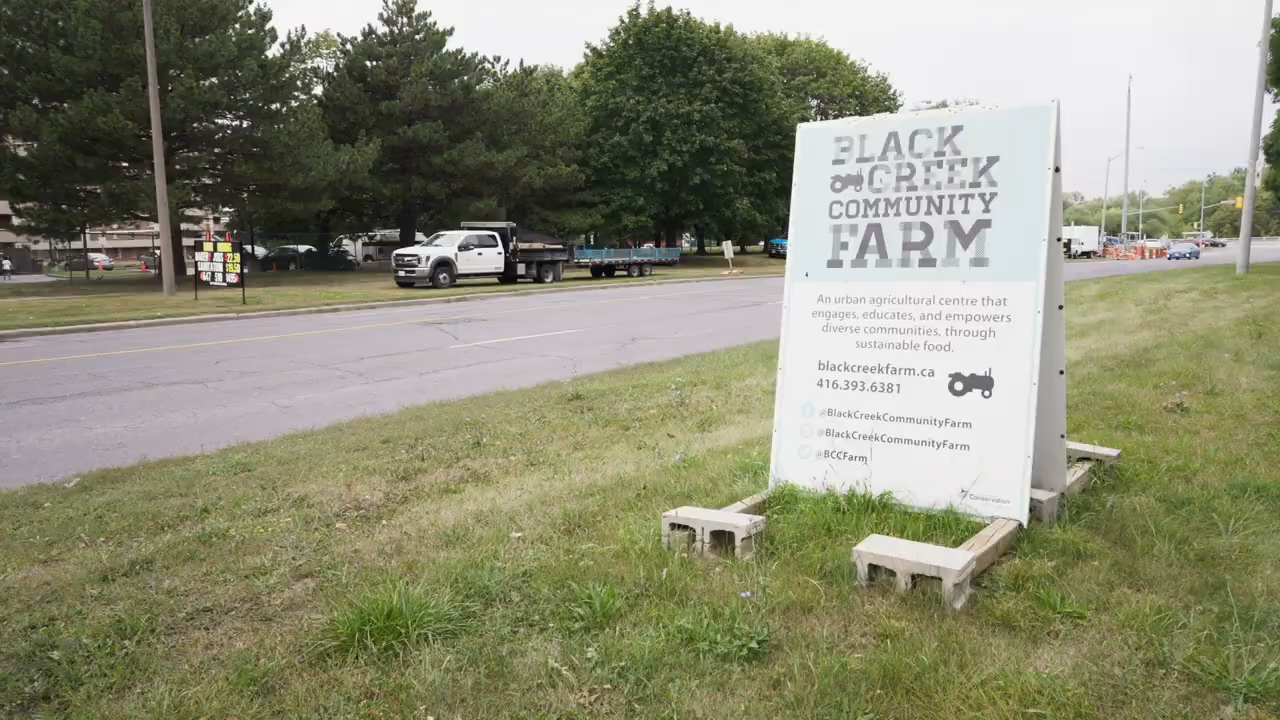 BLACK
CREEK
COMMUNITY
FARM
An urban agricultural centre that
engages, educates, and empowers
diverse communities, through
sustainable food.
blackcreekfarm.ca
416.393.6381
@BlackCreekCommunityFarm
@BlackCreekCommunityFarm
@BCCFarm
Conservation